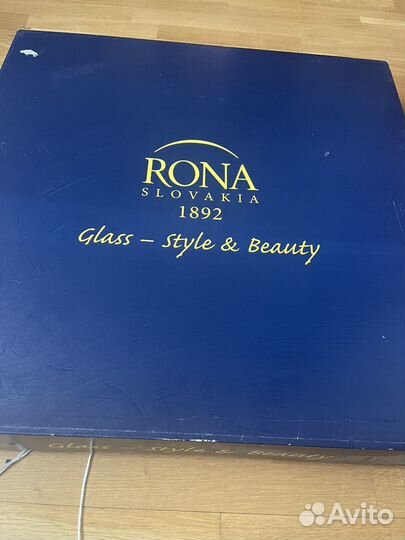 RONA
SLOVAKIA
1892
Glass – Style & Beauty
Glass – Style & Beauty
Avito